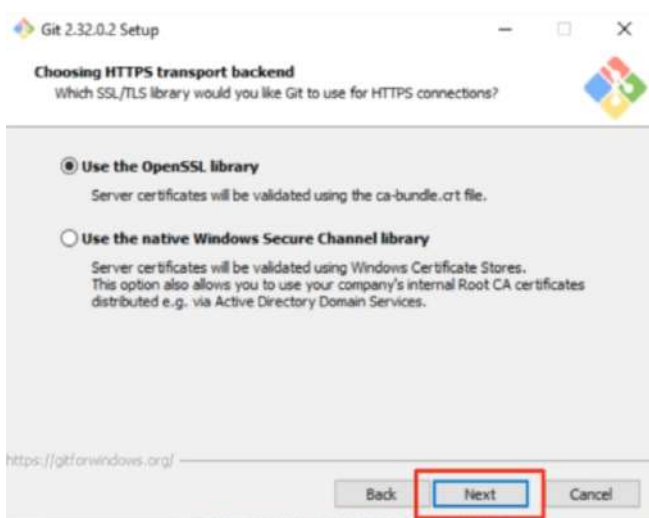 Git 2.32.0.2 Setup
Choosing HTTPS transport backend
Which SSL/TLS library would you like Git to use for HTTPS connections?
Use the OpenSSL library
Server certificates will be validated using the ca-bundle.crt file.
Use the native Windows Secure Channel library
Server certificates will be validated using Windows Certificate Stores.
This option also allows you to use your company's internal Root CA certificates
distributed e.g. via Active Directory Domain Services.
https://gitforwindows.org/
Back Next Cancel